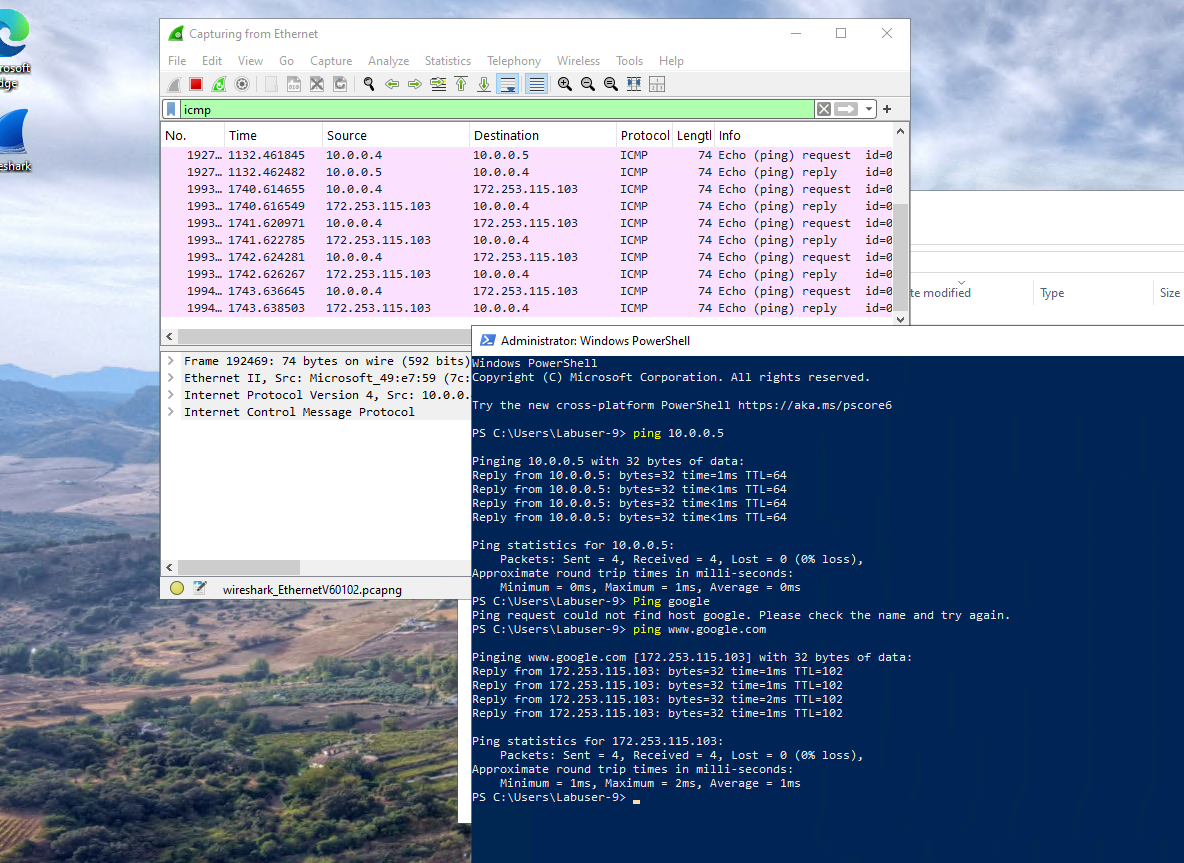 rosoft
dge
eshark
Capturing from Ethernet
File Edit View Go Capture Analyze Statistics Telephony Wireless Tools Help
icmp
No. Time Source Destination Protocol Lengtl Info
1927… 1132.461845 10.0.0.4 10.0.0.5 ICMP 74 Echo (ping) request id=0
1927… 1132.462482 10.0.0.5 10.0.0.4 ICMP 74 Echo (ping) reply id=0
1993… 1740.614655 10.0.0.4 172.253.115.103 ICMP 74 Echo (ping) request id=0
1993… 1740.616549 172.253.115.103 10.0.0.4 ICMP 74 Echo (ping) reply id=0
1993… 1741.620971 10.0.0.4 172.253.115.103 ICMP 74 Echo (ping) request id=0
1993… 1741.622785 172.253.115.103 10.0.0.4 ICMP 74 Echo (ping) reply id=0
1993… 1742.624281 10.0.0.4 172.253.115.103 ICMP 74 Echo (ping) request id=0
1993… 1742.626267 172.253.115.103 10.0.0.4 ICMP 74 Echo (ping) reply id=0
1994… 1743.636645 10.0.0.4 172.253.115.103 ICMP 74 Echo (ping) request id=0
1994… 1743.638503 172.253.115.103 10.0.0.4 ICMP 74 Echo (ping) reply id=0
te modified Type Size
Frame 192469: 74 bytes on wire (592 bits)
Ethernet II, Src: Microsoft_49:e7:59 (7c:
Internet Protocol Version 4, Src: 10.0.0.
Internet Control Message Protocol
wireshark_EthernetV60102.pcapng
Administrator: Windows PowerShell
Windows PowerShell
Copyright (C) Microsoft Corporation. All rights reserved.
Try the new cross-platform PowerShell https://aka.ms/pscore6
PS C:\Users\Labuser-9> ping 10.0.0.5
Pinging 10.0.0.5 with 32 bytes of data:
Reply from 10.0.0.5: bytes=32 time=1ms TTL=64
Reply from 10.0.0.5: bytes=32 time<1ms TTL=64
Reply from 10.0.0.5: bytes=32 time<1ms TTL=64
Reply from 10.0.0.5: bytes=32 time<1ms TTL=64
Ping statistics for 10.0.0.5:
Packets: Sent = 4, Received = 4, Lost = 0 (0% loss),
Approximate round trip times in milli-seconds:
Minimum = 0ms, Maximum = 1ms, Average = 0ms
PS C:\Users\Labuser-9> Ping google
Ping request could not find host google. Please check the name and try again.
PS C:\Users\Labuser-9> ping www.google.com
Pinging www.google.com [172.253.115.103] with 32 bytes of data:
Reply from 172.253.115.103: bytes=32 time=1ms TTL=102
Reply from 172.253.115.103: bytes=32 time=1ms TTL=102
Reply from 172.253.115.103: bytes=32 time=2ms TTL=102
Reply from 172.253.115.103: bytes=32 time=1ms TTL=102
Ping statistics for 172.253.115.103:
Packets: Sent = 4, Received = 4, Lost = 0 (0% loss),
Approximate round trip times in milli-seconds:
Minimum = 1ms, Maximum = 2ms, Average = 1ms
PS C:\Users\Labuser-9>